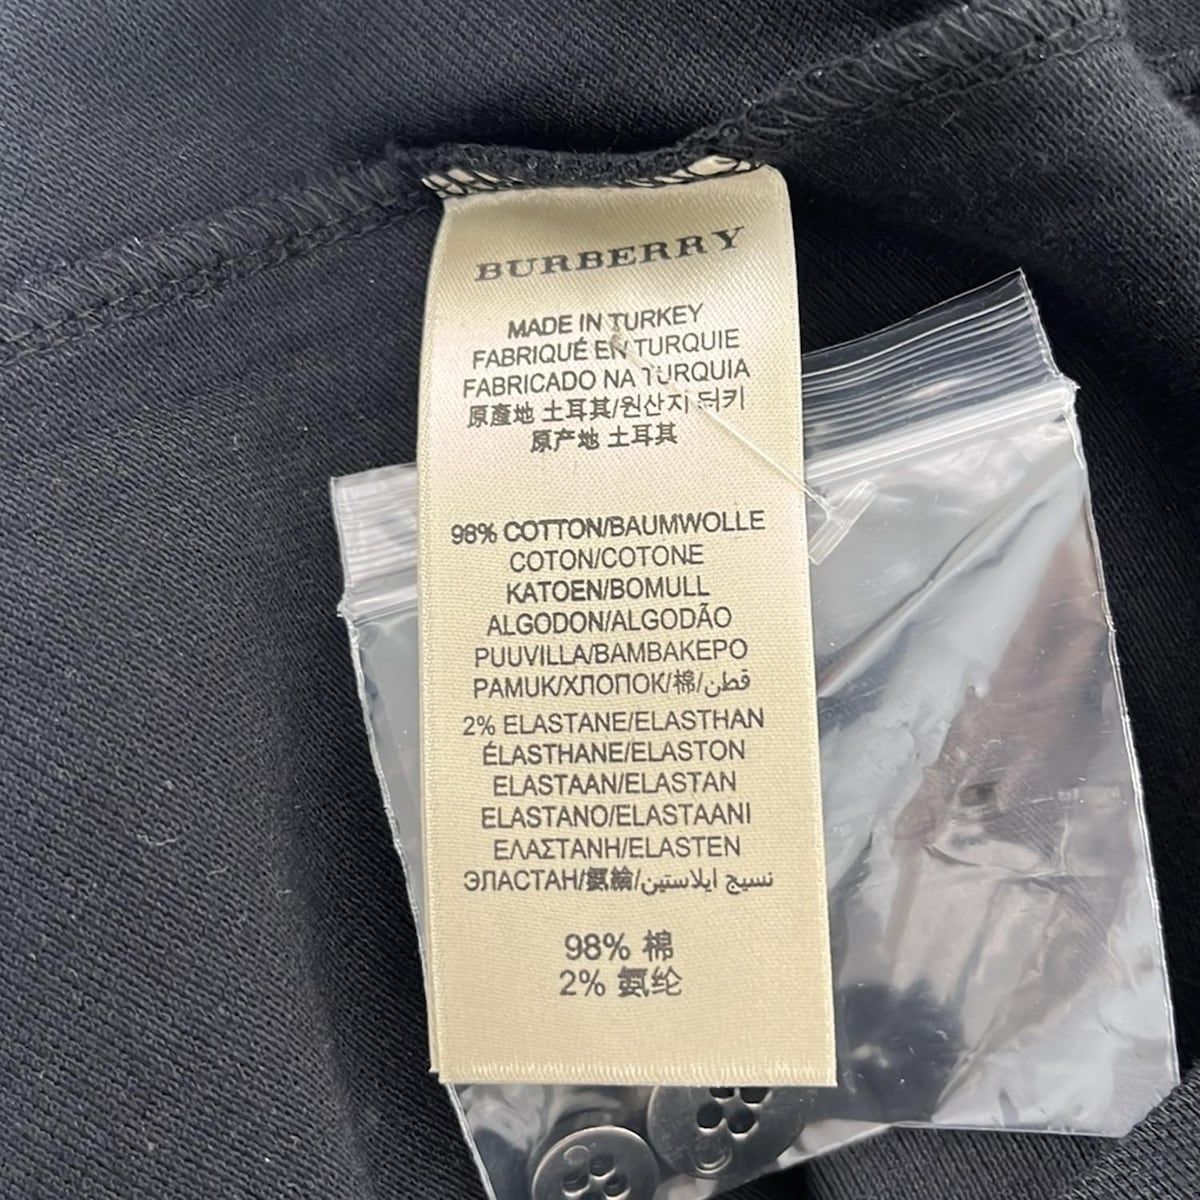 BURBERRY
MADE IN TURKEY
FABRIQUÉ EN TURQUIE
FABRICADO NA TURQUIA
原產地 土耳其/원산지 터키
原产地 土耳其
98% COTTON/BAUMWOLLE
COTON/COTONE
KATOEN/BOMULL
ALGODON/ALGODÃO
PUUVILLA/ΒΑΜΒΑΚΕΡΟ
PAMUK/ХЛОПОК/棉/قطن
2% ELASTANE/ELASTHAN
ÉLASTHANE/ELASTON
ELASTAAN/ELASTAN
ELASTANO/ELASTAANI
ΕΛΑΣΤΑΝΗ/ELASTEN
ЭЛАСТАН/氨綸/نسيج ايلاستين
98% 棉
2% 氨纶